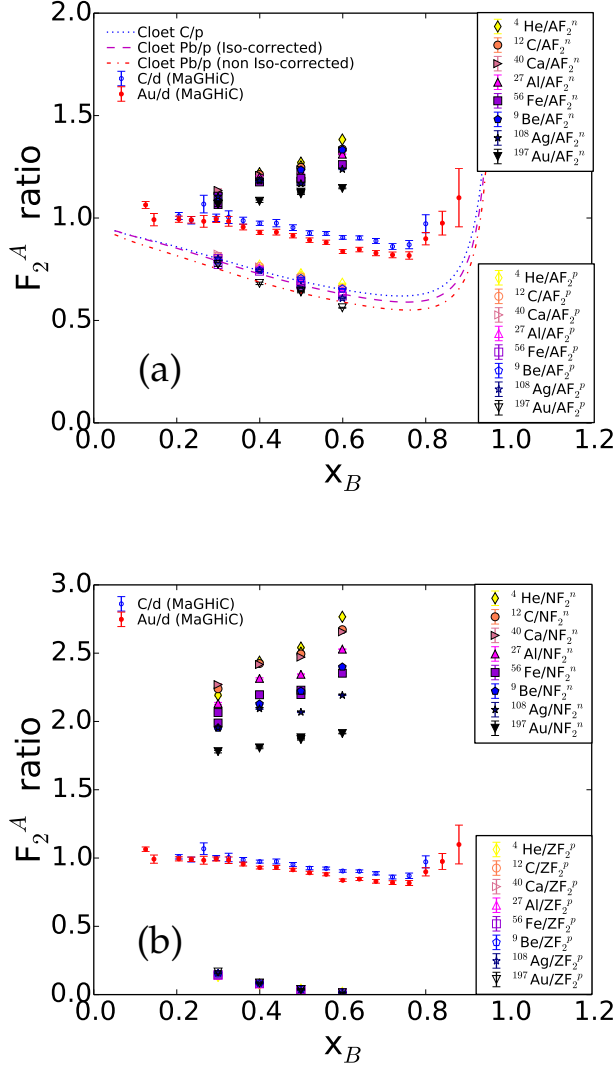 2.0
1.5
1.0
0.5
0.0
F₂ᴬ ratio
Cloet C/p
Cloet Pb/p (Iso-corrected)
Cloet Pb/p (non Iso-corrected)
C/d (MaGHiC)
Au/d (MaGHiC)
⁴ He/AF₂ⁿ
¹² C/AF₂ⁿ
⁴⁰ Ca/AF₂ⁿ
²⁷ Al/AF₂ⁿ
⁵⁶ Fe/AF₂ⁿ
⁹ Be/AF₂ⁿ
¹⁰⁸ Ag/AF₂ⁿ
¹⁹⁷ Au/AF₂ⁿ
⁴ He/AF₂ᵖ
¹² C/AF₂ᵖ
⁴⁰ Ca/AF₂ᵖ
²⁷ Al/AF₂ᵖ
⁵⁶ Fe/AF₂ᵖ
⁹ Be/AF₂ᵖ
¹⁰⁸ Ag/AF₂ᵖ
¹⁹⁷ Au/AF₂ᵖ
(a)
0.0 0.2 0.4 0.6 0.8 1.0 1.2
x_B
3.0
2.5
2.0
1.5
1.0
0.5
0.0
F₂ᴬ ratio
C/d (MaGHiC)
Au/d (MaGHiC)
⁴ He/NF₂ⁿ
¹² C/NF₂ⁿ
⁴⁰ Ca/NF₂ⁿ
²⁷ Al/NF₂ⁿ
⁵⁶ Fe/NF₂ⁿ
⁹ Be/NF₂ⁿ
¹⁰⁸ Ag/NF₂ⁿ
¹⁹⁷ Au/NF₂ⁿ
⁴ He/ZF₂ᵖ
¹² C/ZF₂ᵖ
⁴⁰ Ca/ZF₂ᵖ
²⁷ Al/ZF₂ᵖ
⁵⁶ Fe/ZF₂ᵖ
⁹ Be/ZF₂ᵖ
¹⁰⁸ Ag/ZF₂ᵖ
¹⁹⁷ Au/ZF₂ᵖ
(b)
0.0 0.2 0.4 0.6 0.8 1.0 1.2
x_B